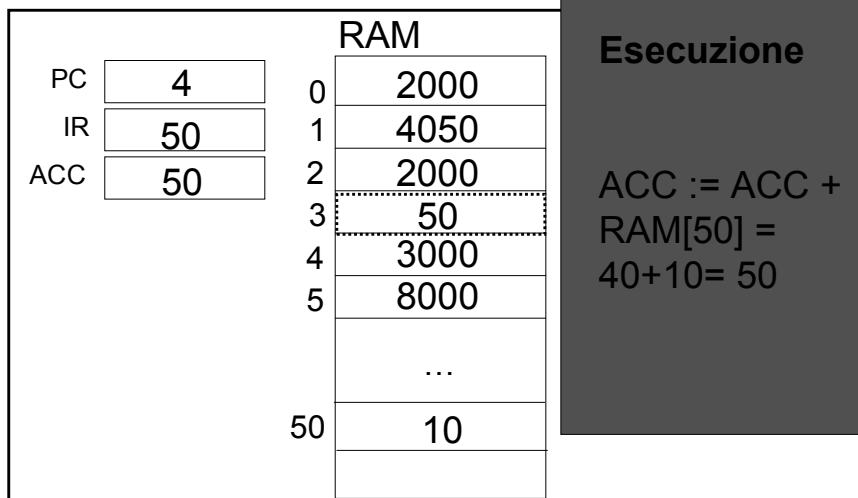 RAM
PC 4
IR 50
ACC 50
0 2000
1 4050
2 2000
3 50
4 3000
5 8000
...
50 10
Esecuzione
ACC := ACC +
RAM[50] =
40+10= 50